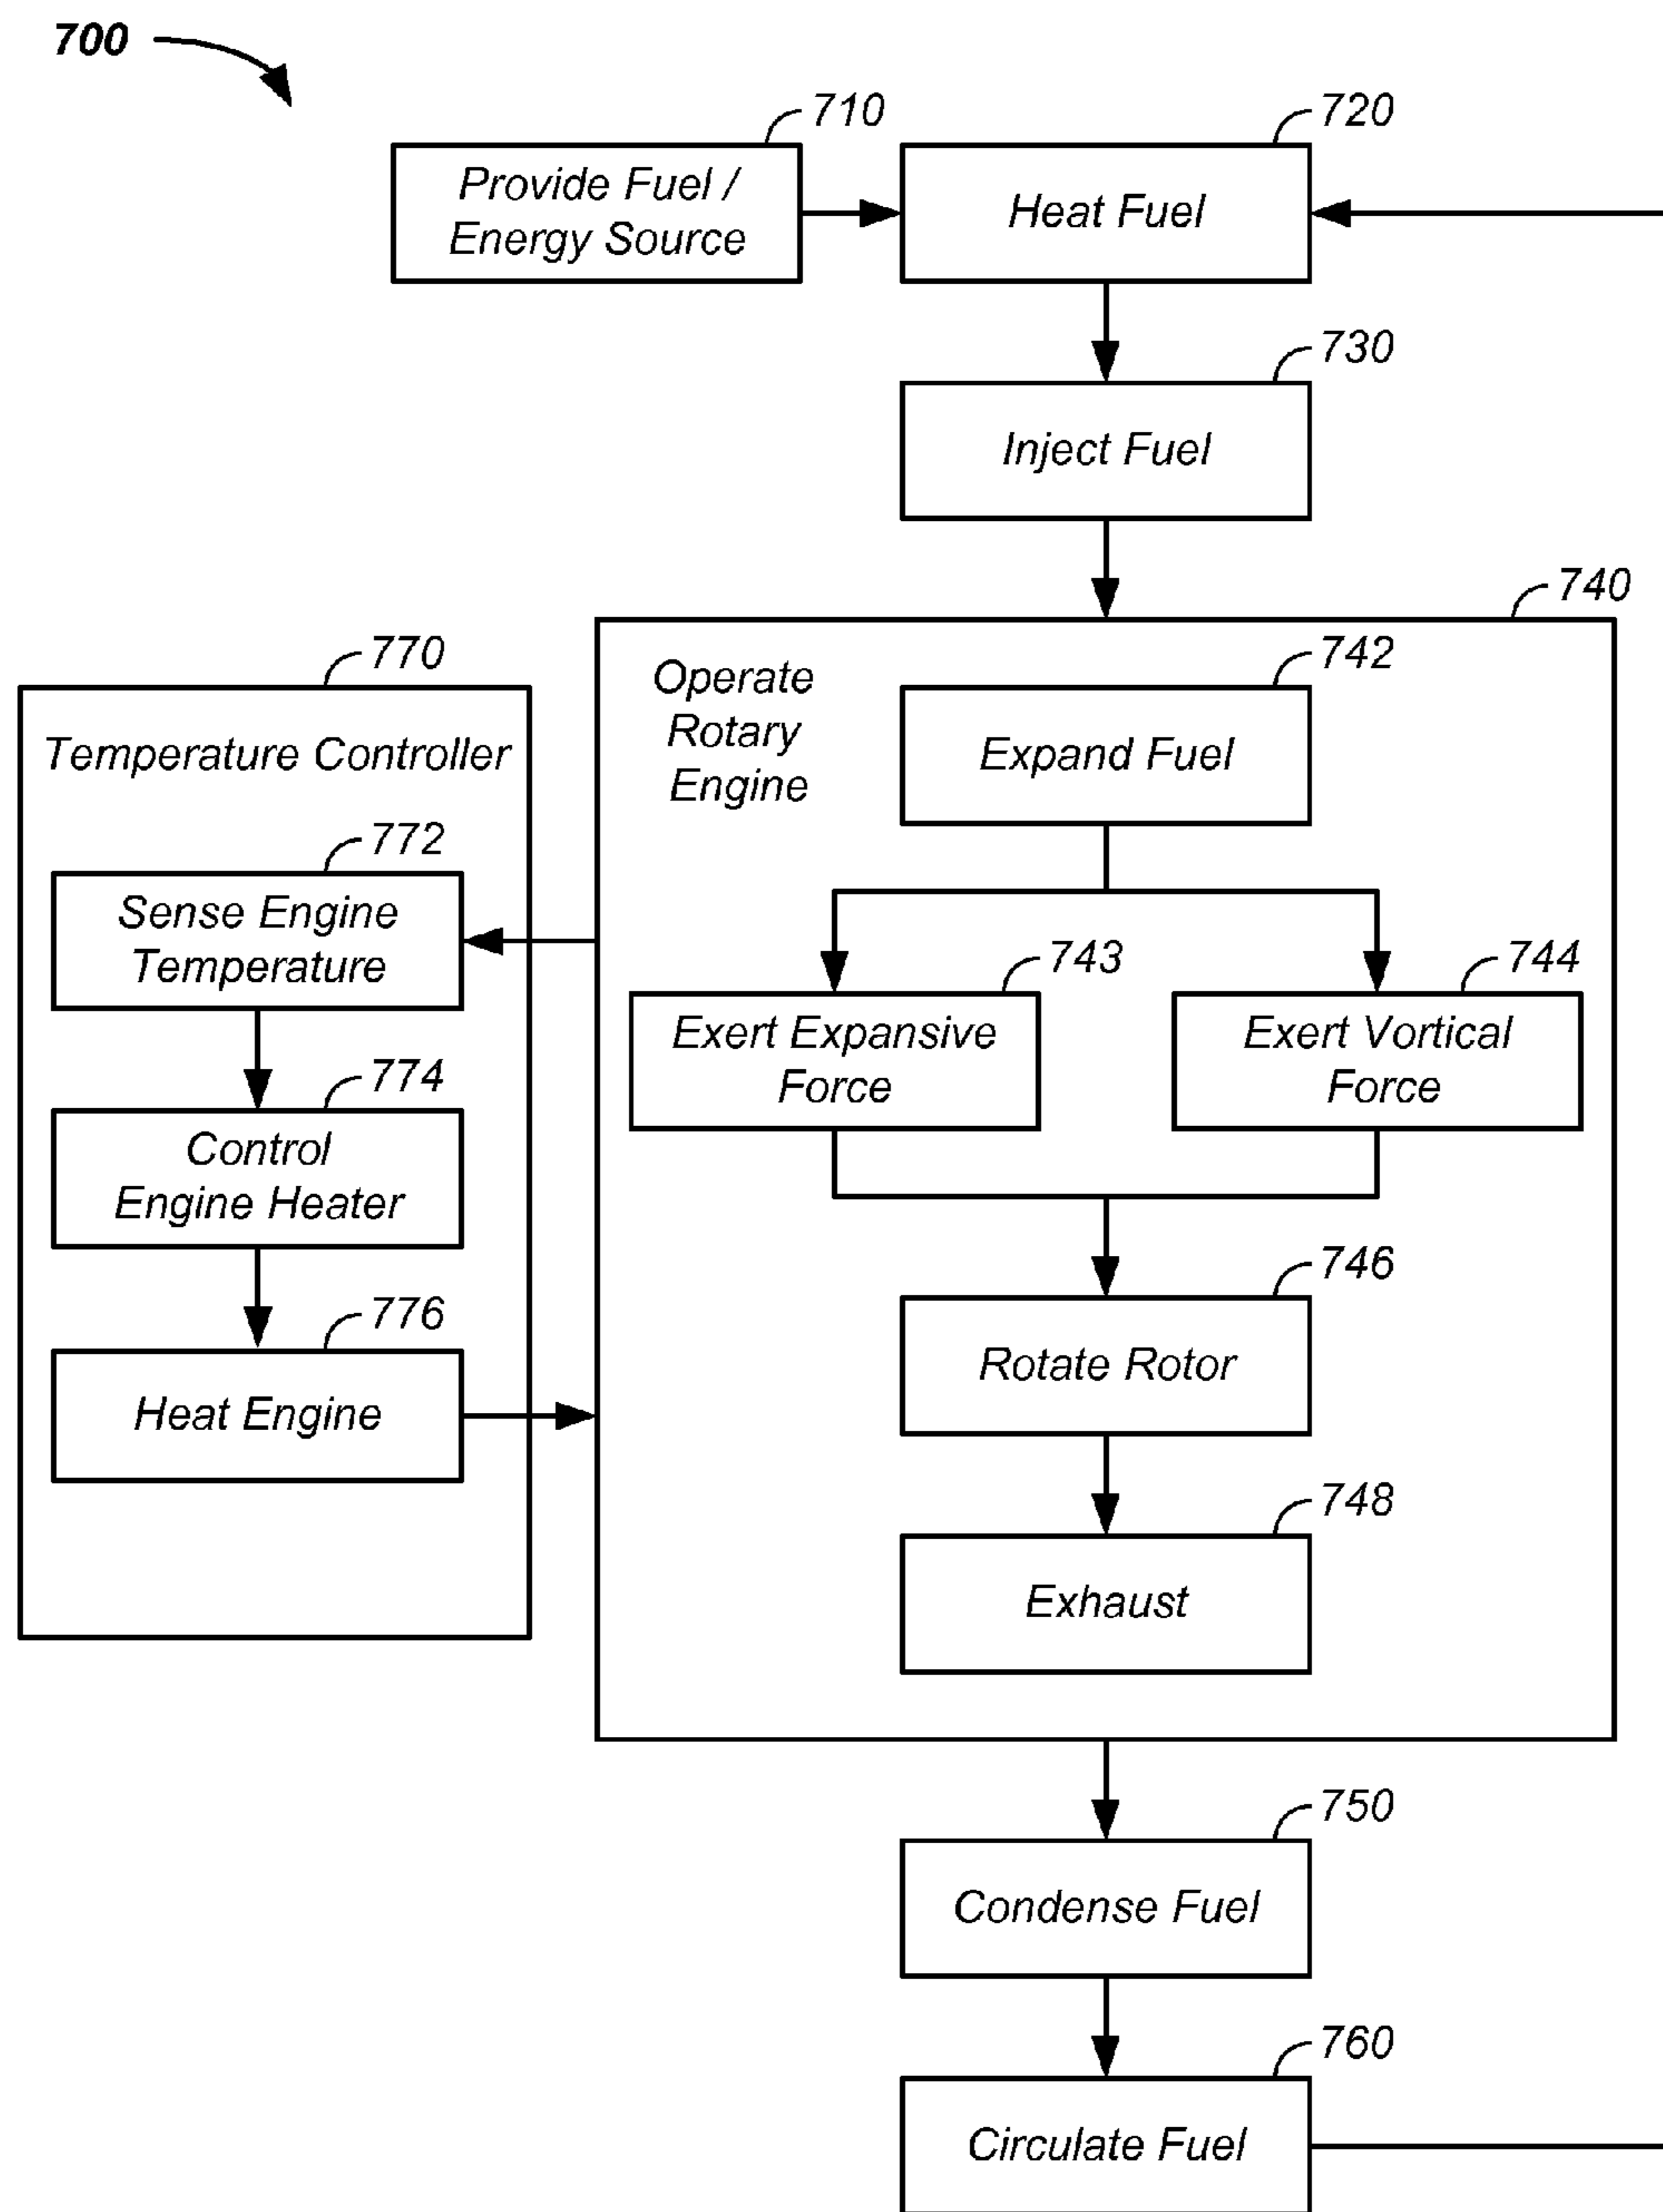 700
710
Provide Fuel /
Energy Source
720
Heat Fuel
730
Inject Fuel
740
Operate
Rotary
Engine
742
Expand Fuel
743
Exert Expansive
Force
744
Exert Vortical
Force
746
Rotate Rotor
748
Exhaust
770
Temperature Controller
772
Sense Engine
Temperature
774
Control
Engine Heater
776
Heat Engine
750
Condense Fuel
760
Circulate Fuel